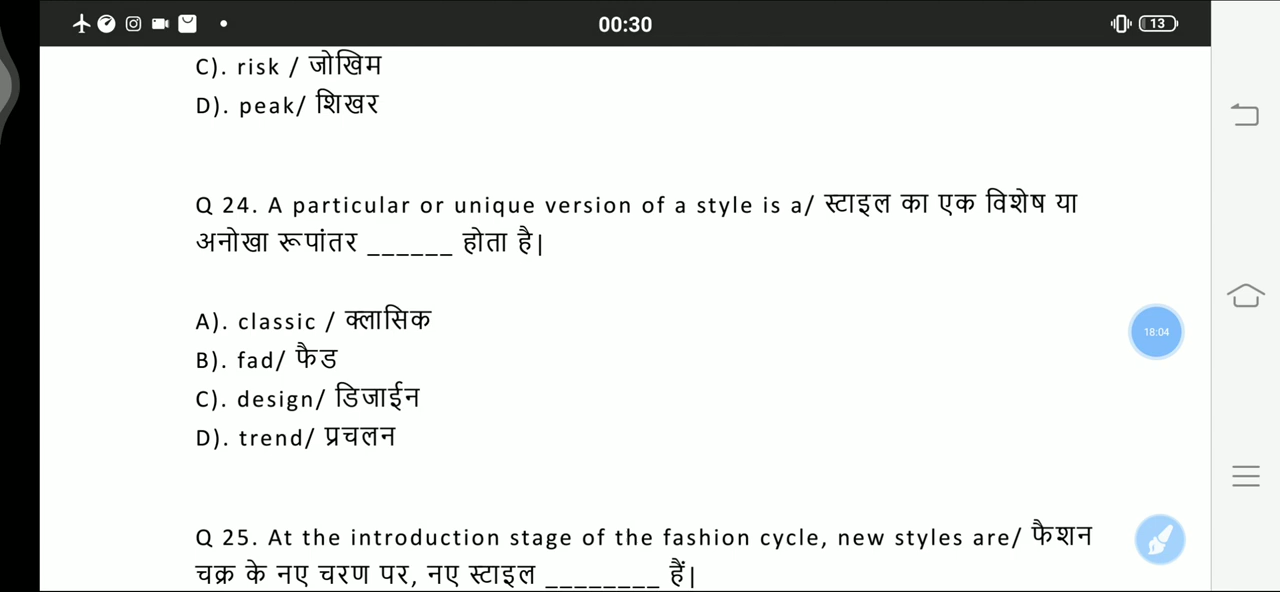 00:30
13
C). risk / जोखिम
D). peak/ शिखर
Q 24. A particular or unique version of a style is a/ स्टाइल का एक विशेष या
अनोखा रूपांतर ______ होता है|
A). classic / क्लासिक
18:04
B). fad/ फैड
C). design/ डिजाईन
D). trend/ प्रचलन
Q 25. At the introduction stage of the fashion cycle, new styles are/ फैशन
चक्र के नए चरण पर, नए स्टाइल ________ हैं|